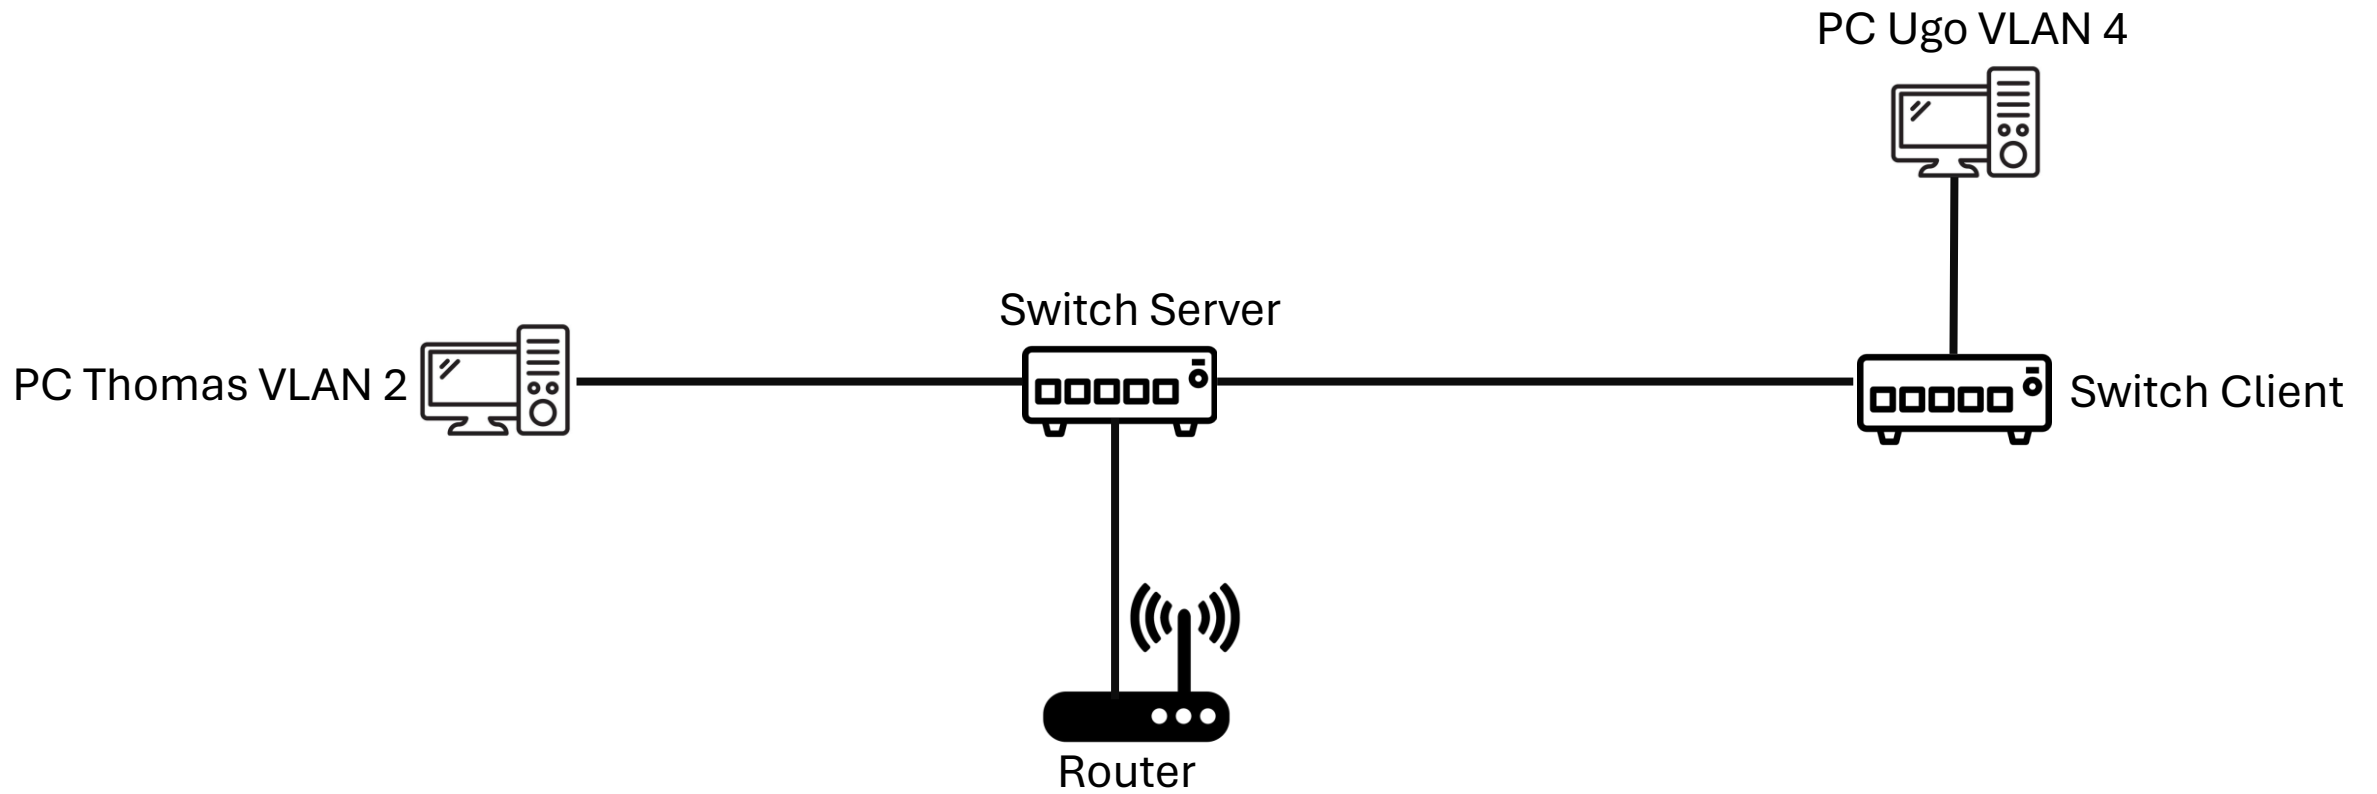 PC Ugo VLAN 4
Switch Server
PC Thomas VLAN 2
Switch Client
Router